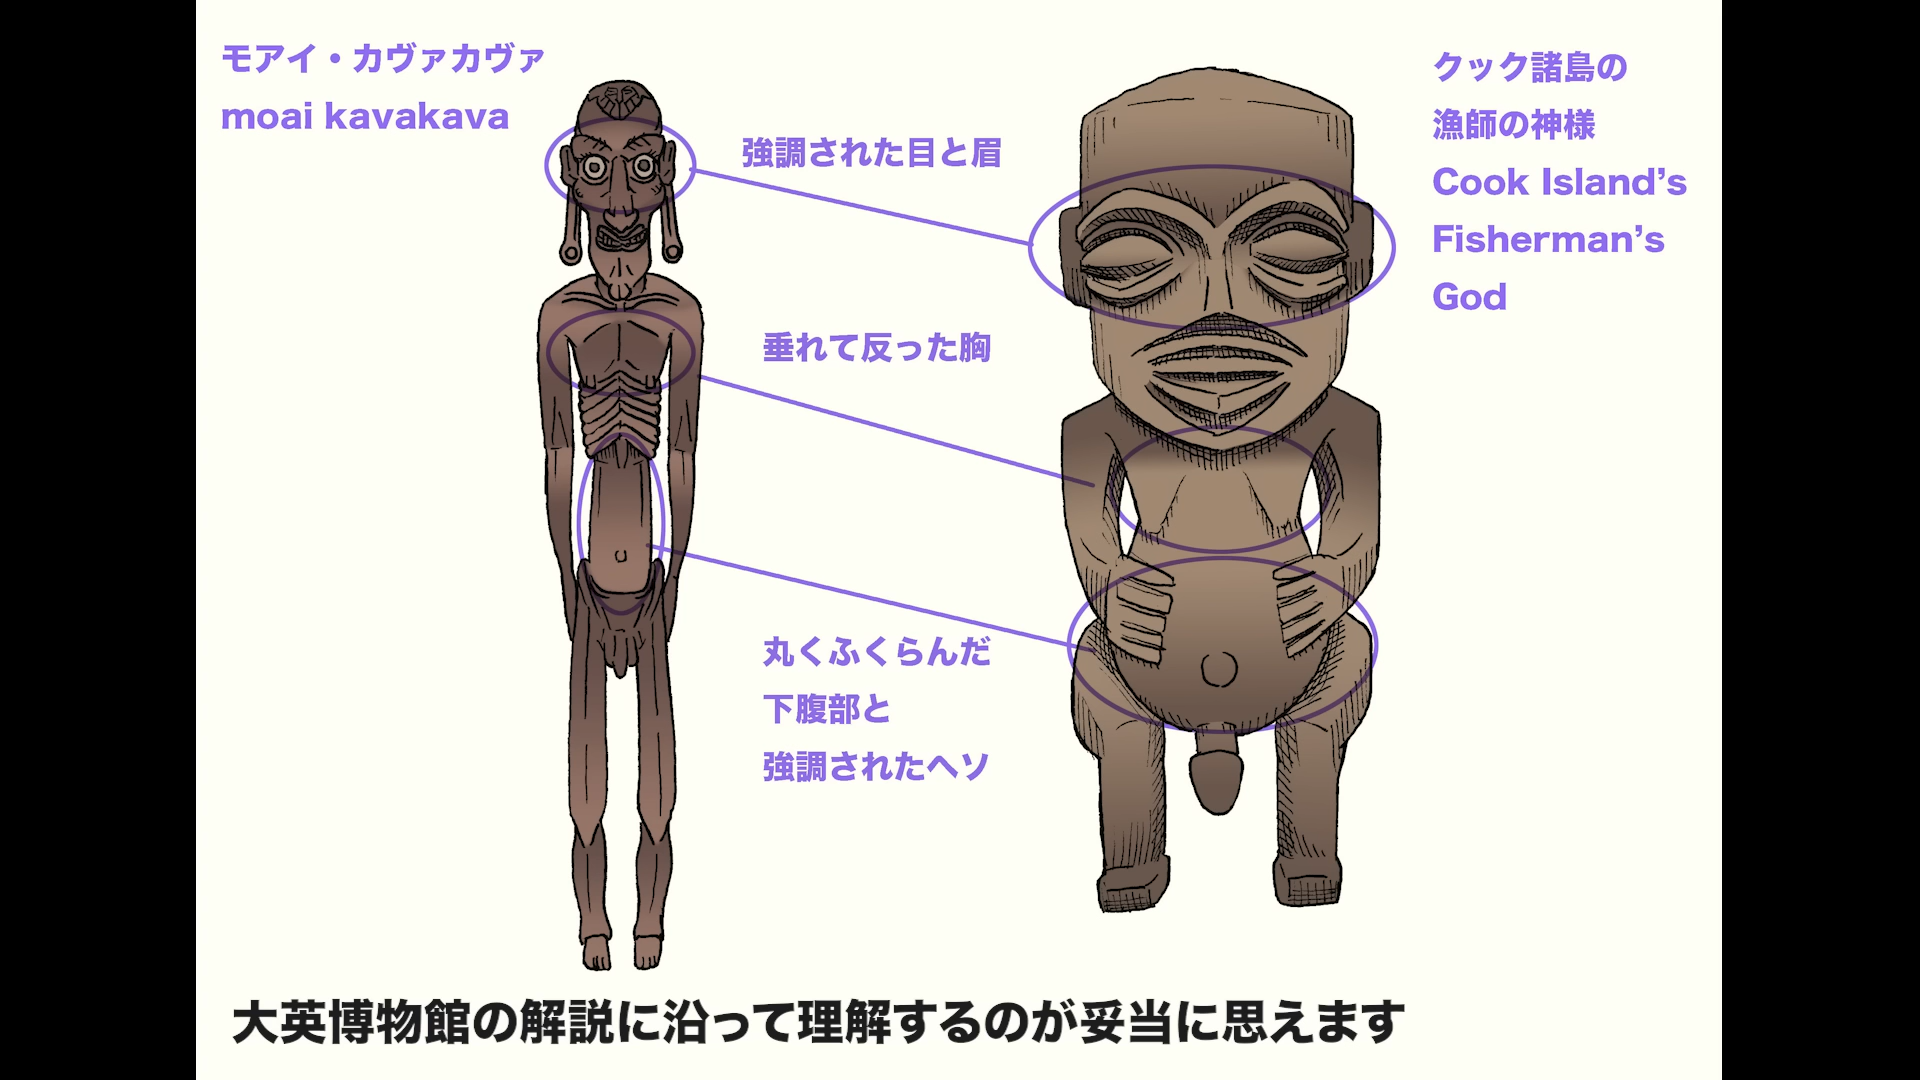 モアイ・カヴァカヴァ
moai kavakava
強調された目と眉
垂れて反った胸
丸くふくらんだ
下腹部と
強調されたヘソ
クック諸島の
漁師の神様
Cook Island’s
Fisherman’s
God
大英博物館の解説に沿って理解するのが妥当に思えます